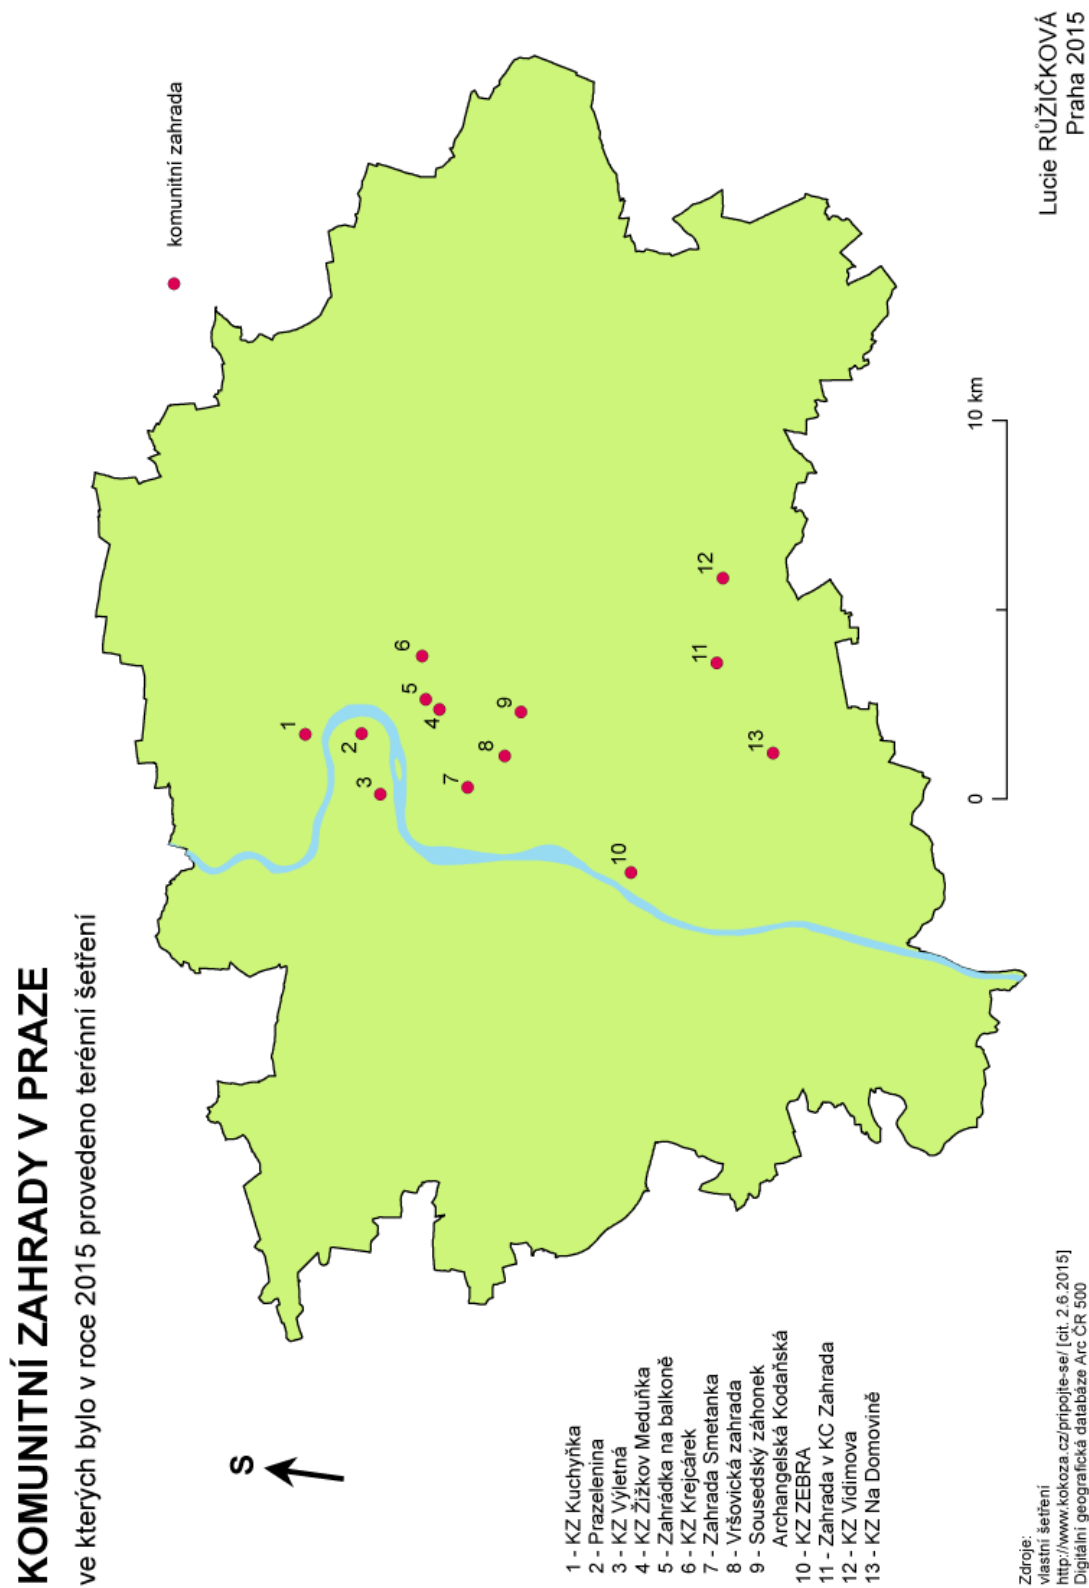 KOMUNITNÍ ZAHRADY V PRAZE
ve kterých bylo v roce 2015 provedeno terénní šetření
S
komunitní zahrada
1
2
3
4
5
6
7
8
9
10
11
12
13
1 - KZ Kuchyňka
2 - Prazelenina
3 - KZ Výletná
4 - KZ Žižkov Meduňka
5 - Zahrádka na balkoně
6 - KZ Krejcárek
7 - Zahrada Smetanka
8 - Vršovická zahrada
9 - Sousedský záhonek
Archangelská Kodaňská
10 - KZ ZEBRA
11 - Zahrada v KC Zahrada
12 - KZ Vidimova
13 - KZ Na Domovině
0
10 km
Zdroje:
vlastní šetření
http://www.kokoza.cz/pripojte-se/ [cit. 2.6.2015]
Digitální geografická databáze Arc ČR 500
Lucie RŮŽIČKOVÁ
Praha 2015